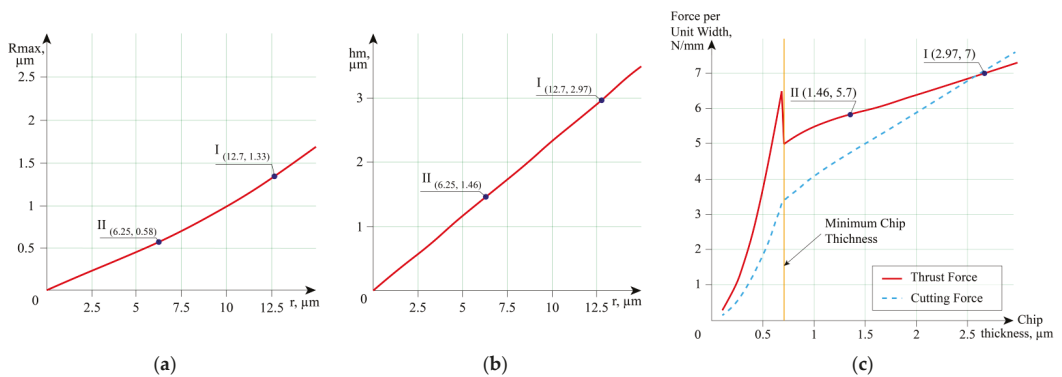 Rmax,
μm
2.5
2
1.5
1
0.5
0
2.5
5
7.5
10
12.5
r, μm
I (12.7, 1.33)
II (6.25, 0.58)
(a)
hm,
μm
3
2
1
0
2.5
5
7.5
10
12.5
r, μm
I (12.7, 2.97)
II (6.25, 1.46)
(b)
Force per
Unit Width,
N/mm
7
6
5
4
3
2
1
0
0.5
1
1.5
2
2.5
Chip
thickness, μm
I (2.97, 7)
II (1.46, 5.7)
Minimum Chip
Thichness
Thrust Force
Cutting Force
(c)